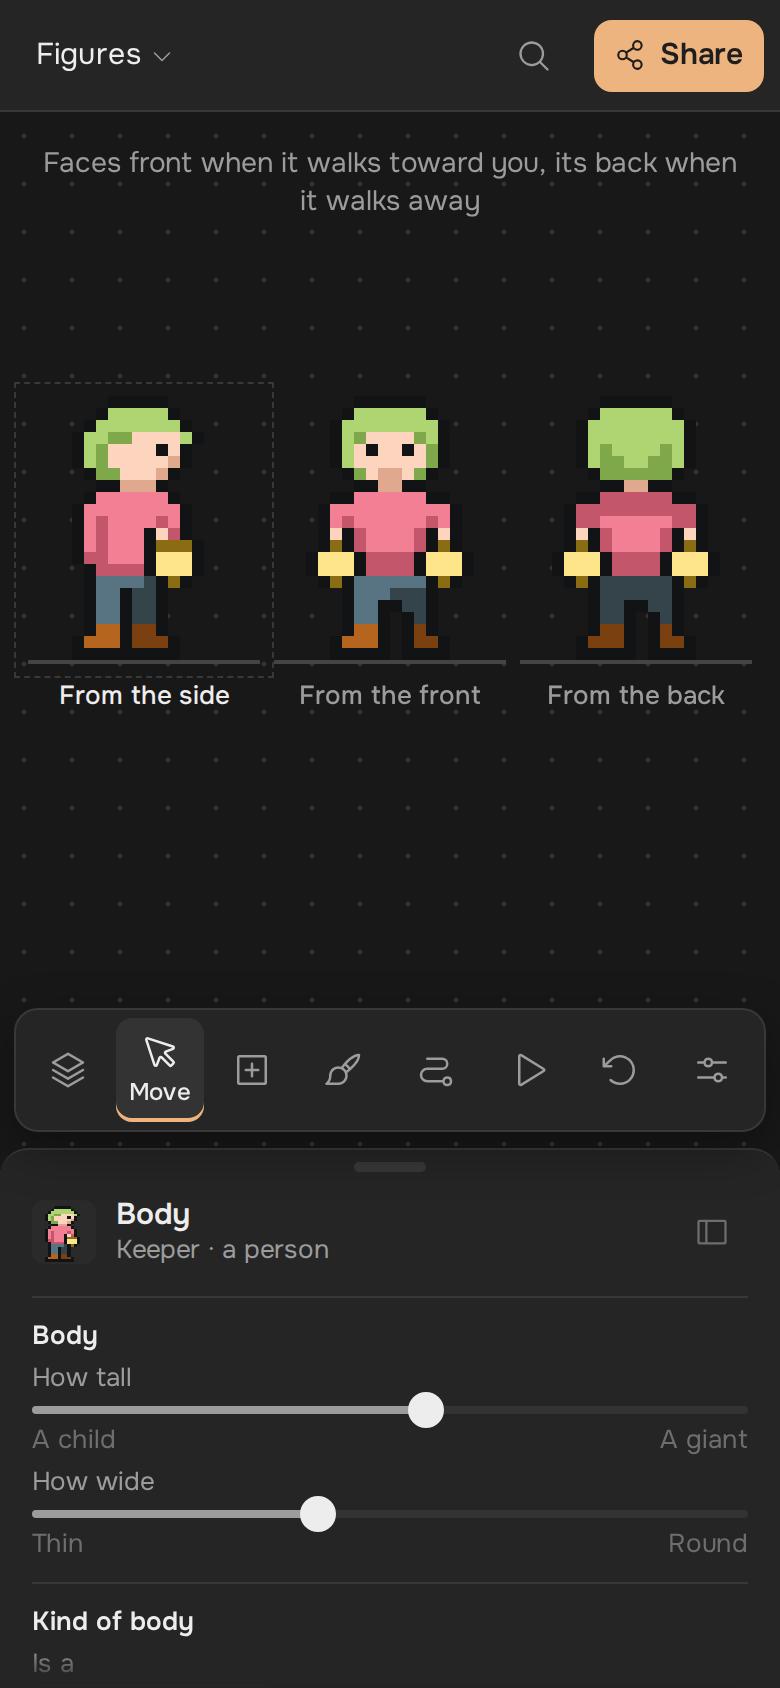 Figures
Share
Faces front when it walks toward you, its back when
it walks away
From the side
From the front
From the back
Move
Body
Keeper · a person
Body
How tall
A child
A giant
How wide
Thin
Round
Kind of body
Is a